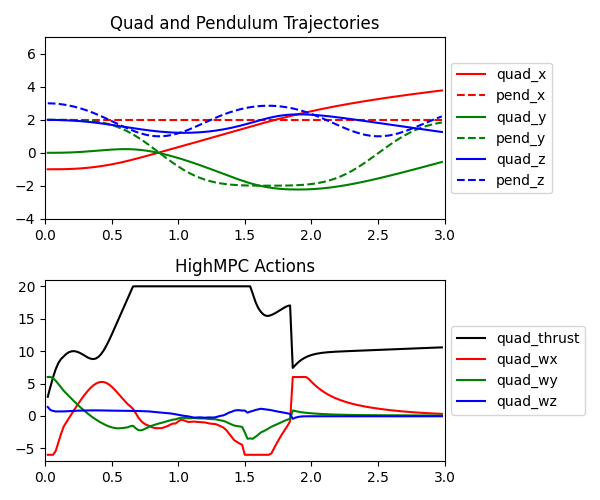 Quad and Pendulum Trajectories
6
4
2
0
−2
−4
0.0 0.5 1.0 1.5 2.0 2.5 3.0
quad_x
pend_x
quad_y
pend_y
quad_z
pend_z
HighMPC Actions
20
15
10
5
0
−5
0.0 0.5 1.0 1.5 2.0 2.5 3.0
quad_thrust
quad_wx
quad_wy
quad_wz